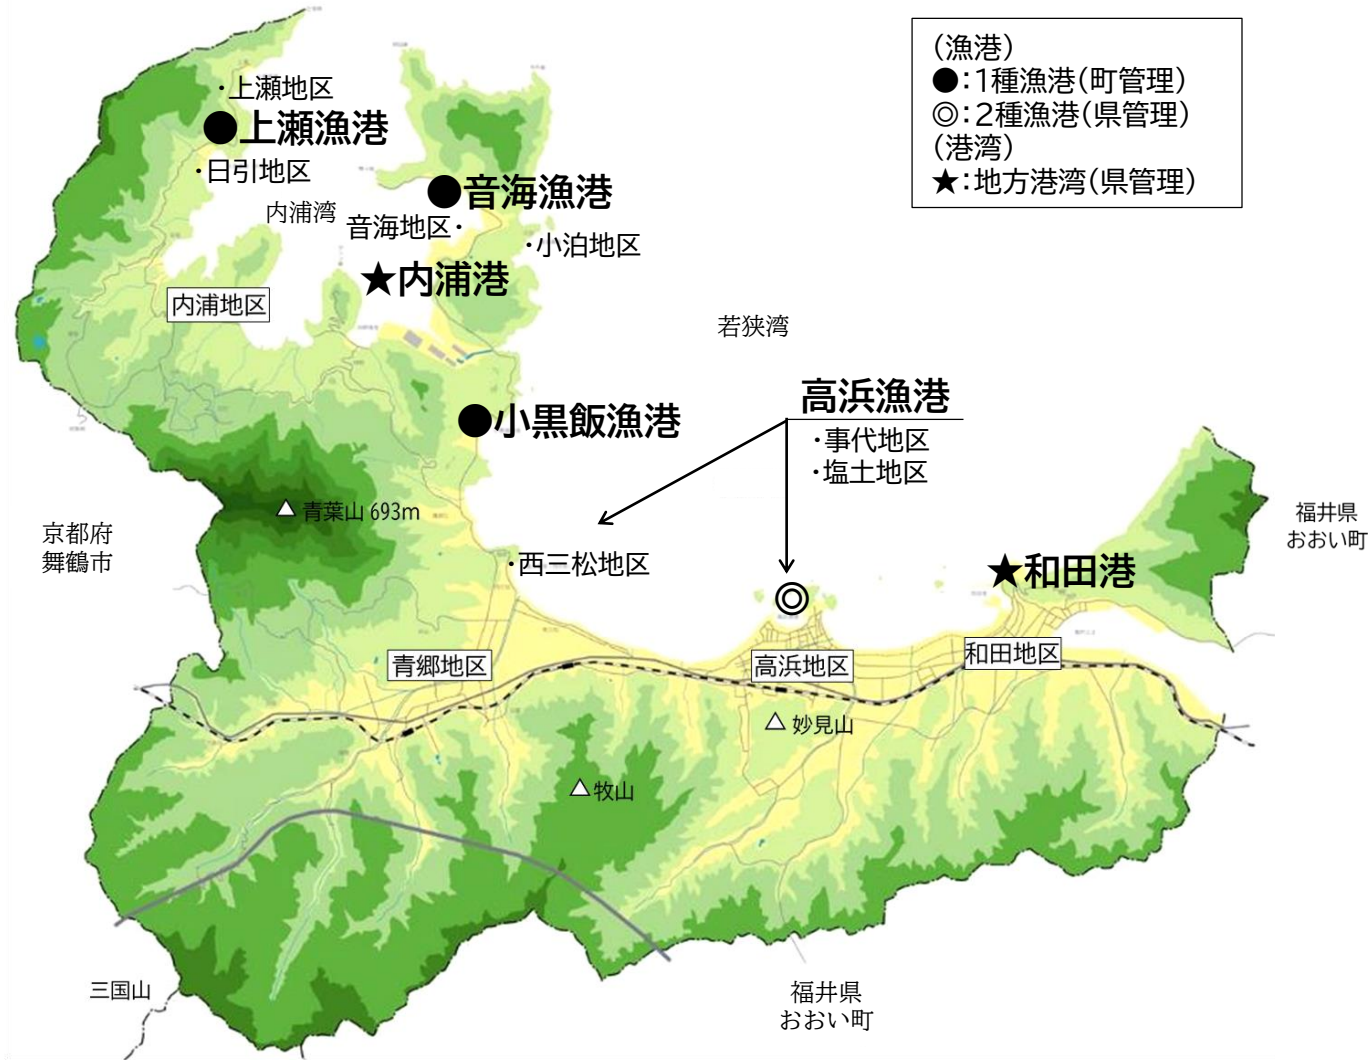 (漁港)
●:1種漁港(町管理)
◎:2種漁港(県管理)
(港湾)
★:地方港湾(県管理)
・上瀬地区
●上瀬漁港
・日引地区
内浦湾
●音海漁港
音海地区・
・小泊地区
★内浦港
内浦地区
若狭湾
●小黒飯漁港
高浜漁港
・事代地区
・塩土地区
青葉山 693m
京都府
舞鶴市
・西三松地区
★和田港
福井県
おおい町
青郷地区
高浜地区
和田地区
妙見山
牧山
三国山
福井県
おおい町